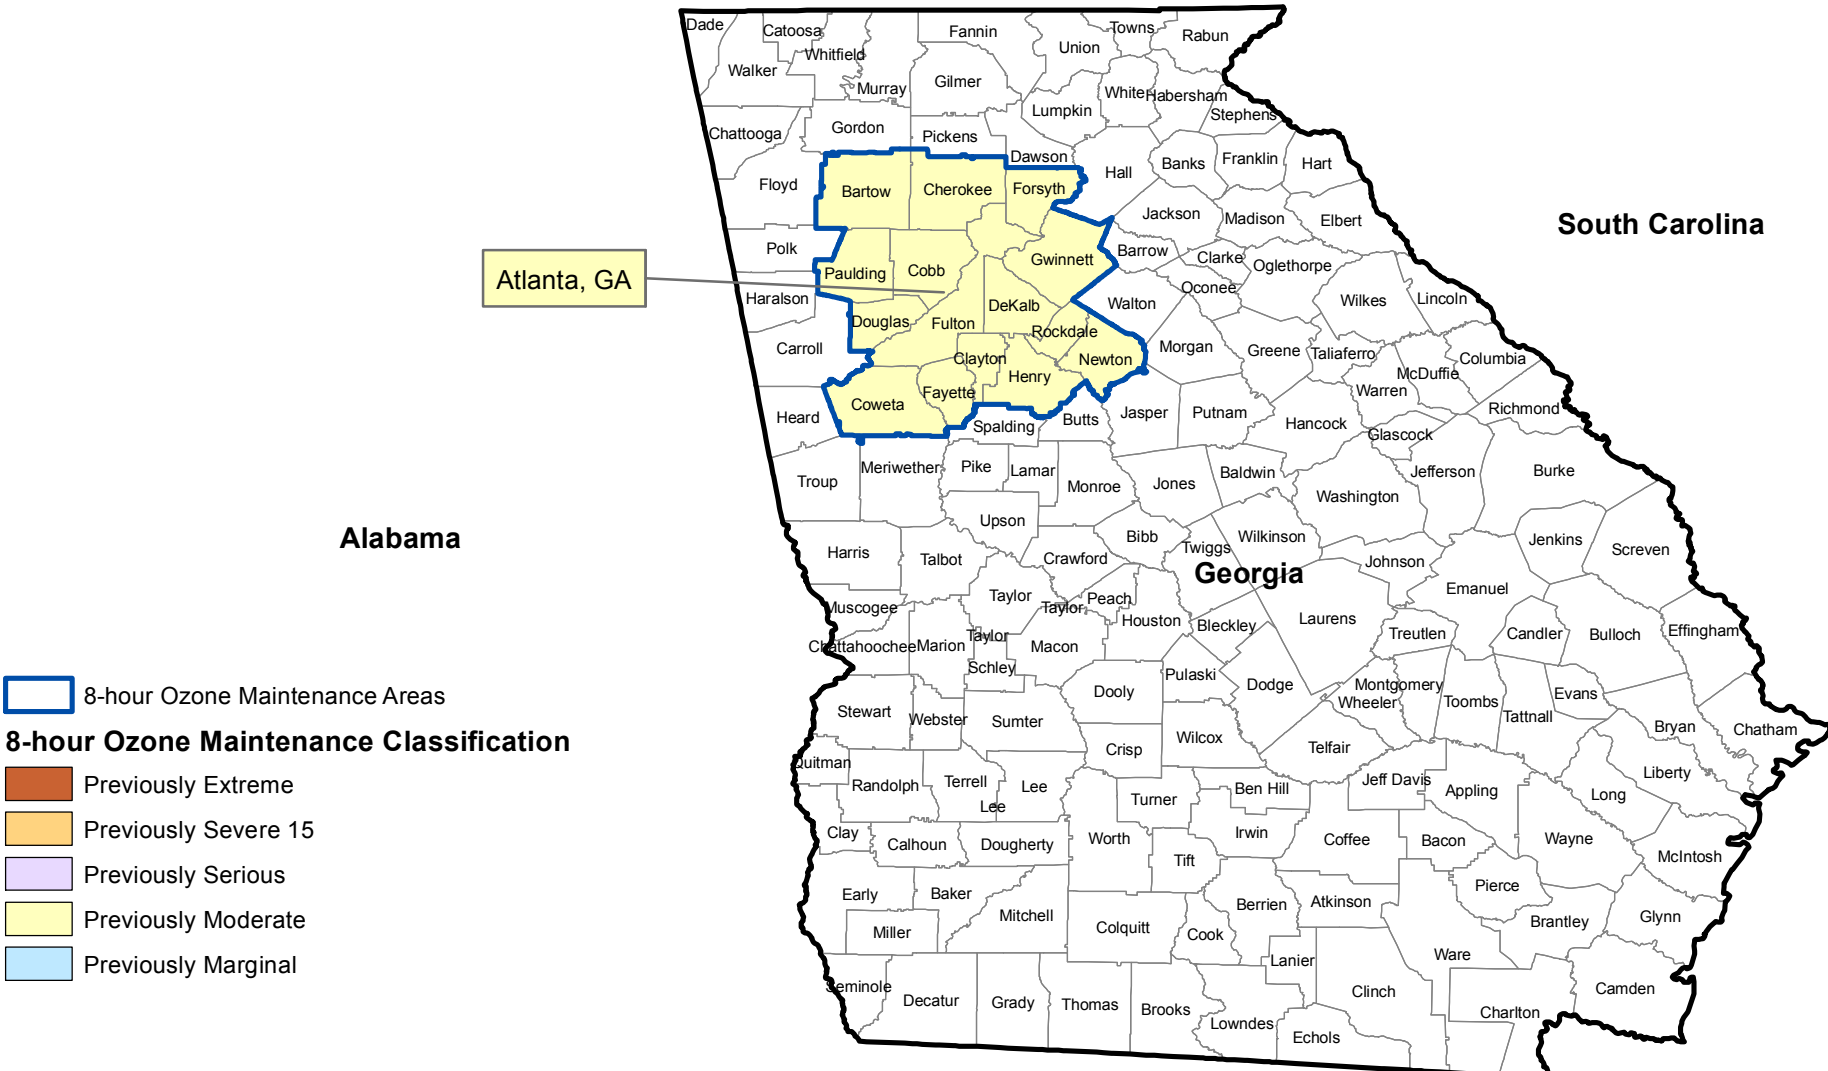 Dade
Catoosa
Whitfield
Fannin
Towns
Union
Rabun
Walker
Murray
Gilmer
White
Habersham
Lumpkin
Stephens
Chattooga
Gordon
Pickens
Dawson
Hall
Banks
Franklin
Hart
Floyd
Bartow
Cherokee
Forsyth
Jackson
Madison
Elbert
South Carolina
Polk
Paulding
Cobb
Gwinnett
Barrow
Clarke
Oglethorpe
Atlanta, GA
Haralson
DeKalb
Walton
Oconee
Wilkes
Lincoln
Douglas
Fulton
Rockdale
Carroll
Clayton
Newton
Morgan
Greene
Taliaferro
Columbia
McDuffie
Warren
Henry
Fayette
Coweta
Heard
Spalding
Butts
Jasper
Putnam
Hancock
Glascock
Richmond
Troup
Meriwether
Pike
Lamar
Monroe
Jones
Baldwin
Washington
Jefferson
Burke
Alabama
Upson
Harris
Talbot
Crawford
Bibb
Twiggs
Wilkinson
Johnson
Jenkins
Screven
Georgia
Emanuel
Muscogee
Taylor
Taylor
Peach
Houston
Bleckley
Laurens
Treutlen
Candler
Bulloch
Effingham
Chattahoochee
Marion
Taylor
Macon
Schley
Dooly
Pulaski
Dodge
Montgomery
Wheeler
Toombs
Tattnall
Evans
Bryan
Chatham
Stewart
Webster
Sumter
Crisp
Wilcox
Telfair
Quitman
Randolph
Terrell
Lee
Lee
Turner
Ben Hill
Jeff Davis
Appling
Long
Liberty
Clay
Calhoun
Dougherty
Worth
Tift
Irwin
Coffee
Bacon
Wayne
McIntosh
Early
Baker
Mitchell
Berrien
Atkinson
Pierce
Brantley
Glynn
Miller
Colquitt
Cook
Lanier
Ware
Camden
Seminole
Decatur
Grady
Thomas
Brooks
Lowndes
Echols
Clinch
Charlton
8-hour Ozone Maintenance Areas
8-hour Ozone Maintenance Classification
Previously Extreme
Previously Severe 15
Previously Serious
Previously Moderate
Previously Marginal